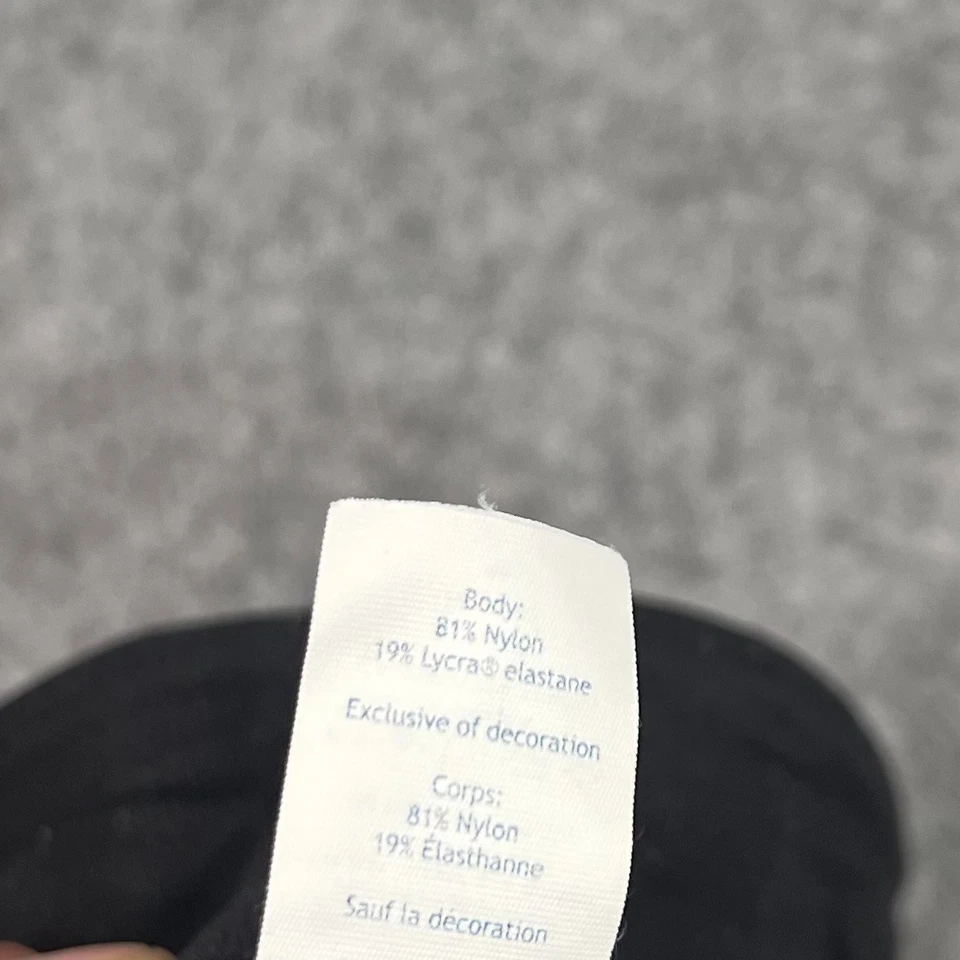 Body:
81% Nylon
19% Lycra® elastane
Exclusive of decoration
Corps:
81% Nylon
19% Élasthanne
Sauf la décoration